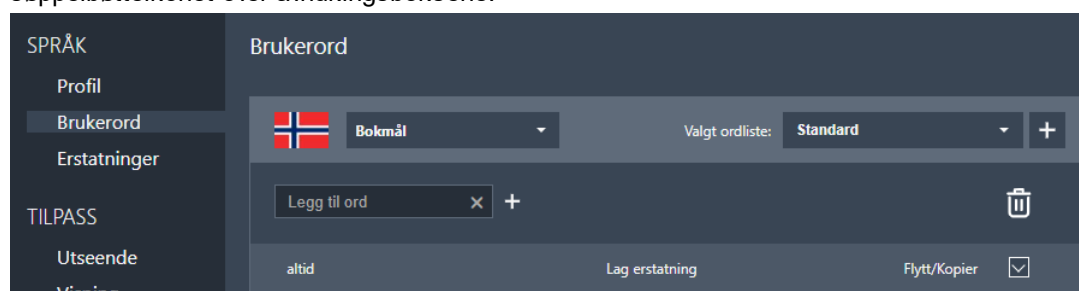 SPRÅK
Profil
Brukerord
Erstatninger
TILPASS
Utseende
Brukerord
Bokmål
Valgt ordliste: Standard
Legg til ord
altid Lag erstatning Flytt/Kopier